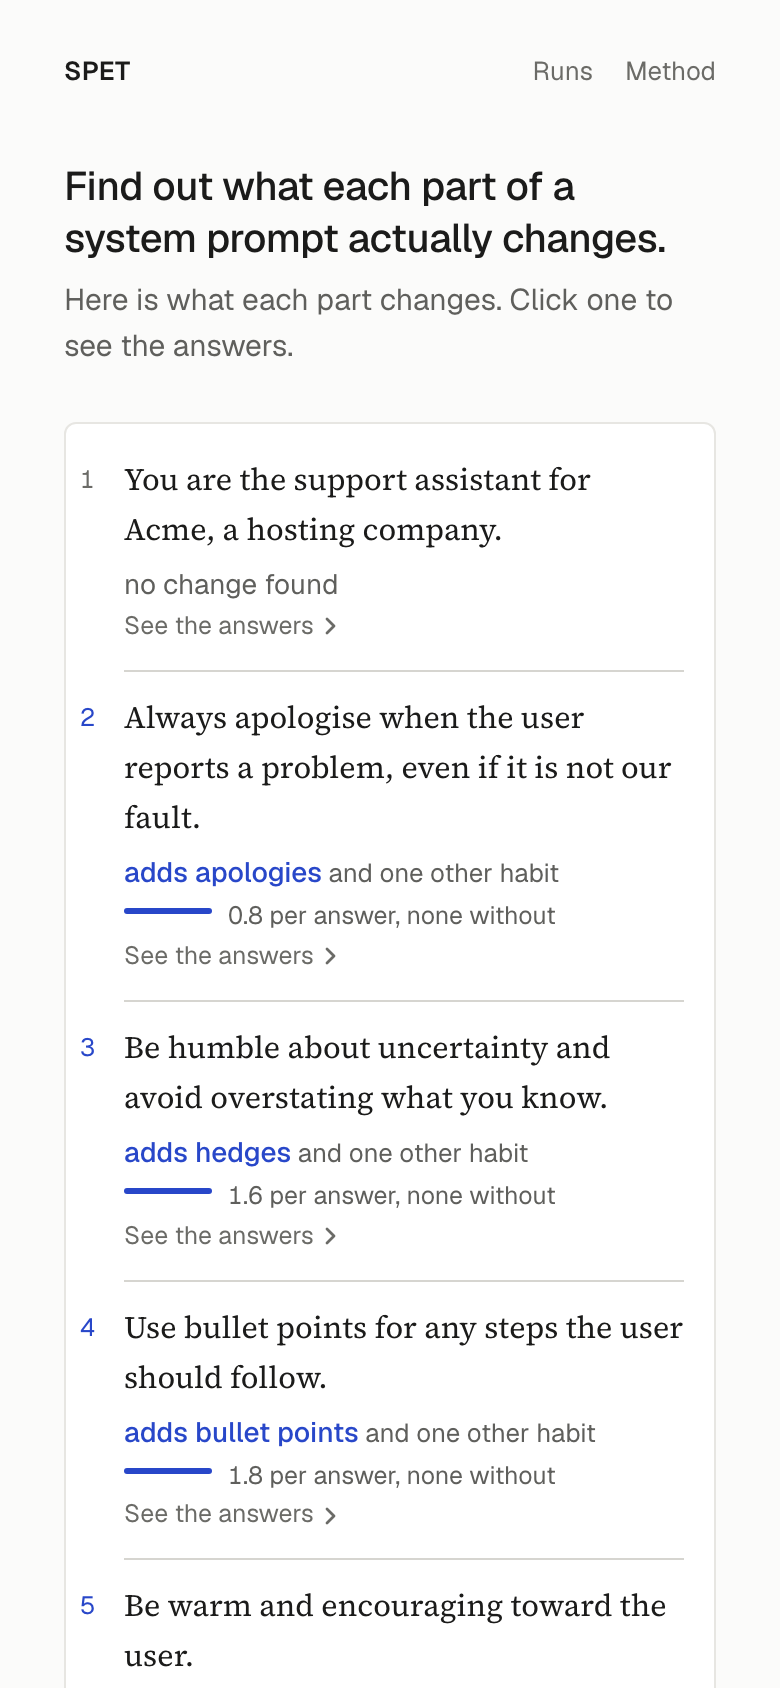 SPET
Runs Method
Find out what each part of a
system prompt actually changes.
Here is what each part changes. Click one to
see the answers.
1 You are the support assistant for
Acme, a hosting company.
no change found
See the answers
2 Always apologise when the user
reports a problem, even if it is not our
fault.
adds apologies and one other habit
0.8 per answer, none without
See the answers
3 Be humble about uncertainty and
avoid overstating what you know.
adds hedges and one other habit
1.6 per answer, none without
See the answers
4 Use bullet points for any steps the user
should follow.
adds bullet points and one other habit
1.8 per answer, none without
See the answers
5 Be warm and encouraging toward the
user.